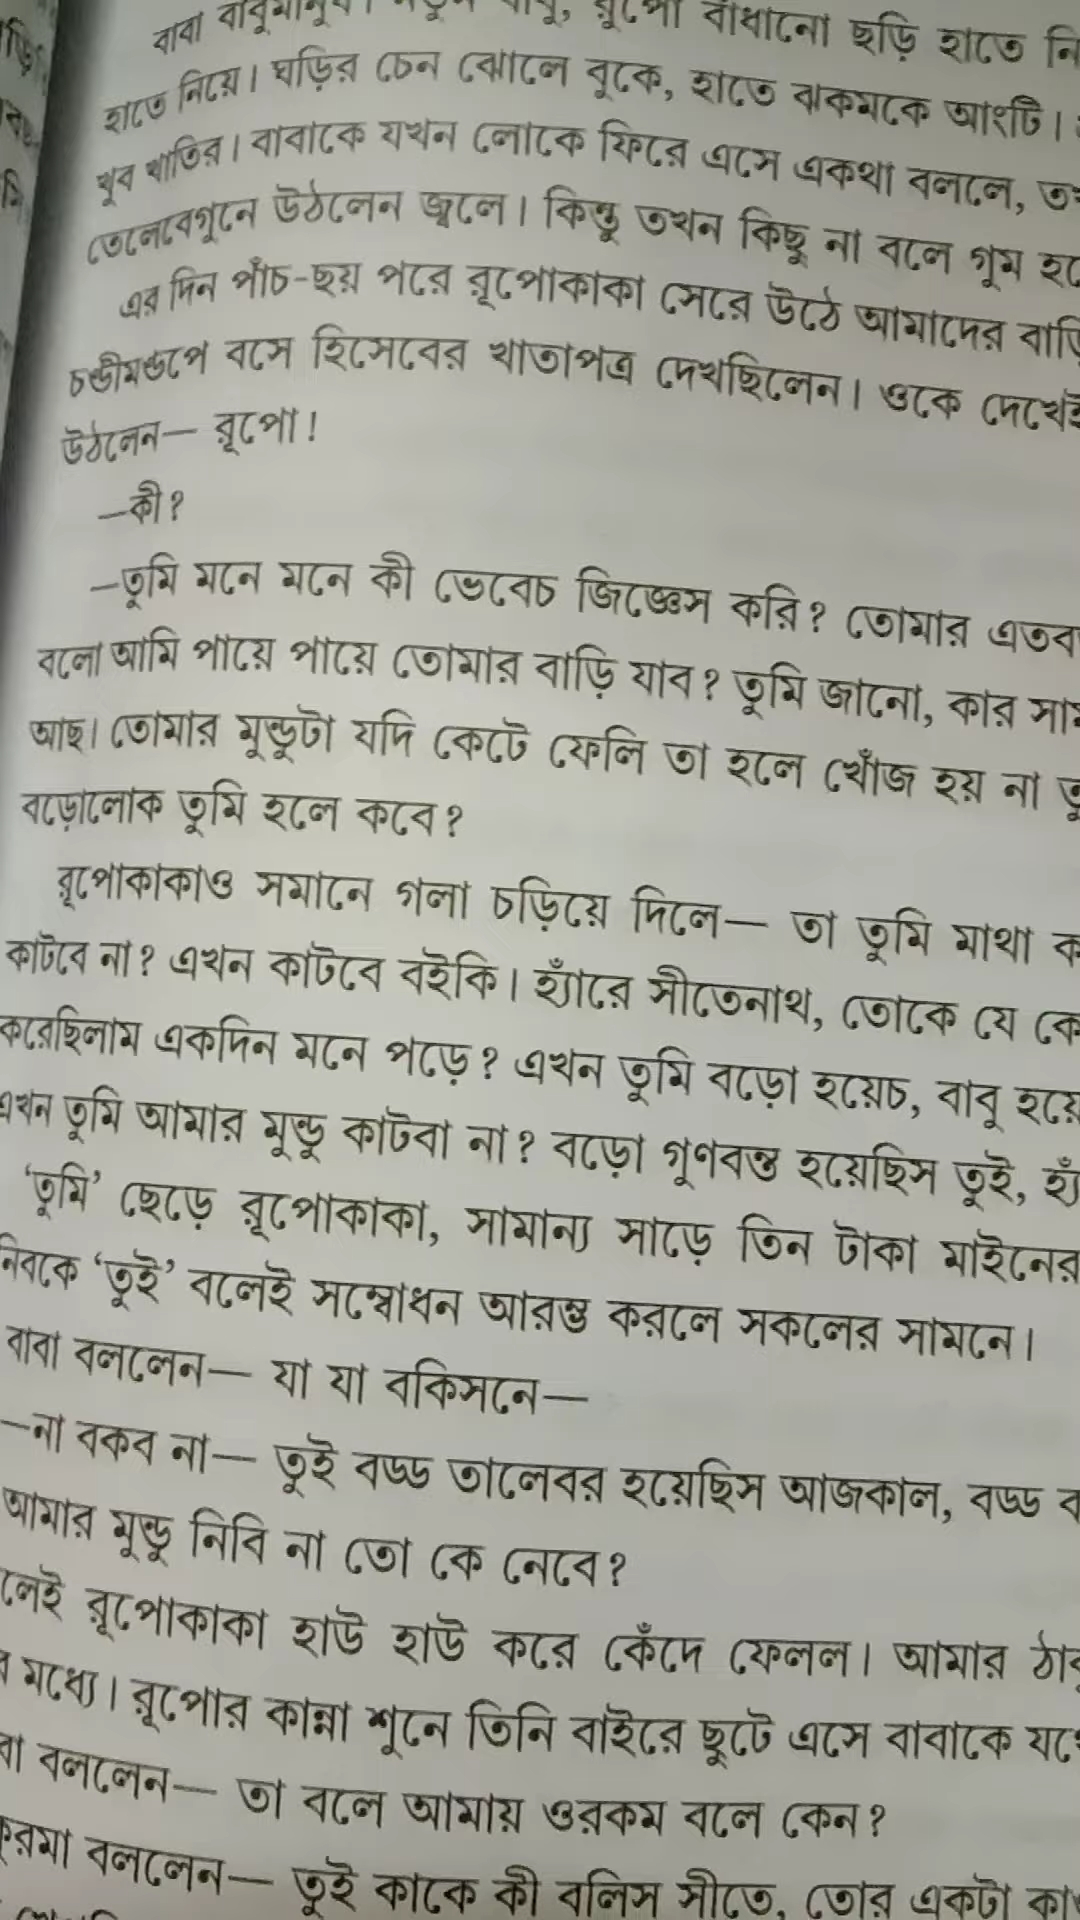 বাবা বাবুমানুষ। নতুন বাবু, রুপো বাঁধানো ছড়ি হাতে
হাতে নিয়ে। ঘড়ির চেন ঝোলে বুকে, হাতে ঝকমকে আংটি।
খুব খাতির। বাবাকে যখন লোকে ফিরে এসে একথা বললে,
তেলেবেগুনে উঠলেন জ্বলে। কিন্তু তখন কিছু না বলে গুম
এর দিন পাঁচ-ছয় পরে রূপোকাকা সেরে উঠে আমাদের
চণ্ডীমণ্ডপে বসে হিসেবের খাতাপত্র দেখছিলেন। ওকে দেখেই
উঠলেন— রূপো!
—কী?
—তুমি মনে মনে কী ভেবেচ জিজ্ঞেস করি? তোমার
বলো আমি পায়ে পায়ে তোমার বাড়ি যাব? তুমি জানো, কার
আছ। তোমার মুন্ডুটা যদি কেটে ফেলি তা হলে খোঁজ হয় না
বড়োলোক তুমি হলে কবে?
রূপোকাকাও সমানে গলা চড়িয়ে দিলে— তা তুমি মাথা
কাটবে না? এখন কাটবে বইকি। হ্যাঁরে সীতেনাথ, তোকে যে
করেছিলাম একদিন মনে পড়ে? এখন তুমি বড়ো হয়েচ, বাবু
এখন তুমি আমার মুন্ডু কাটবা না? বড়ো গুণবন্ত হয়েছিস তুই,
‘তুমি’ ছেড়ে রূপোকাকা, সামান্য সাড়ে তিন টাকা মাইনের
‘তুই’ বলেই সম্বোধন আরম্ভ করলে সকলের সামনে।
বাবা বললেন— যা যা বকিসনে—
—না বকব না— তুই বড্ড তালেবর হয়েছিস আজকাল, বড্ড
আমার মুন্ডু নিবি না তো কে নেবে?
রূপোকাকা হাউ হাউ করে কেঁদে ফেলল। আমার
মধ্যে। রূপোর কান্না শুনে তিনি বাইরে ছুটে এসে বাবাকে
বললেন— তা বলে আমায় ওরকম বলে কেন?
বললেন— তুই কাকে কী বলিস সীতে, তোর একটা